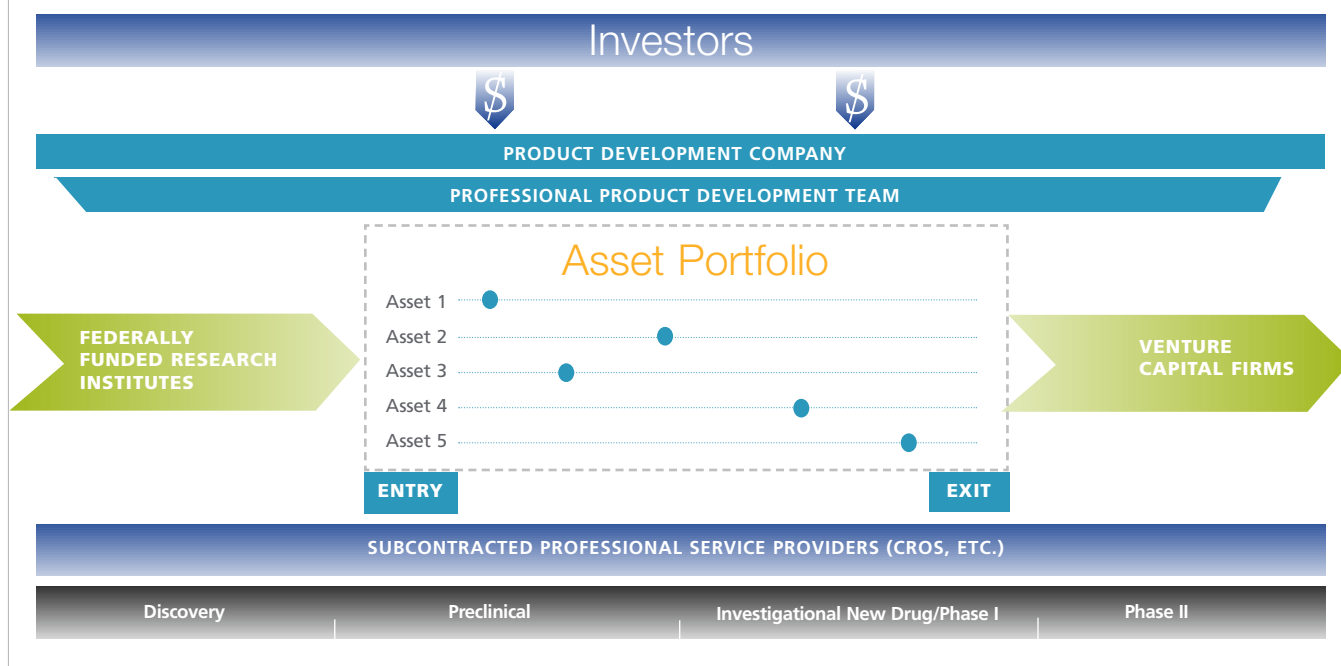 Investors
$ $
PRODUCT DEVELOPMENT COMPANY
PROFESSIONAL PRODUCT DEVELOPMENT TEAM
Asset Portfolio
Asset 1
Asset 2
Asset 3
Asset 4
Asset 5
FEDERALLY
FUNDED RESEARCH
INSTITUTES
VENTURE
CAPITAL FIRMS
ENTRY
EXIT
SUBCONTRACTED PROFESSIONAL SERVICE PROVIDERS (CROS, ETC.)
Discovery
Preclinical
Investigational New Drug/Phase I
Phase II